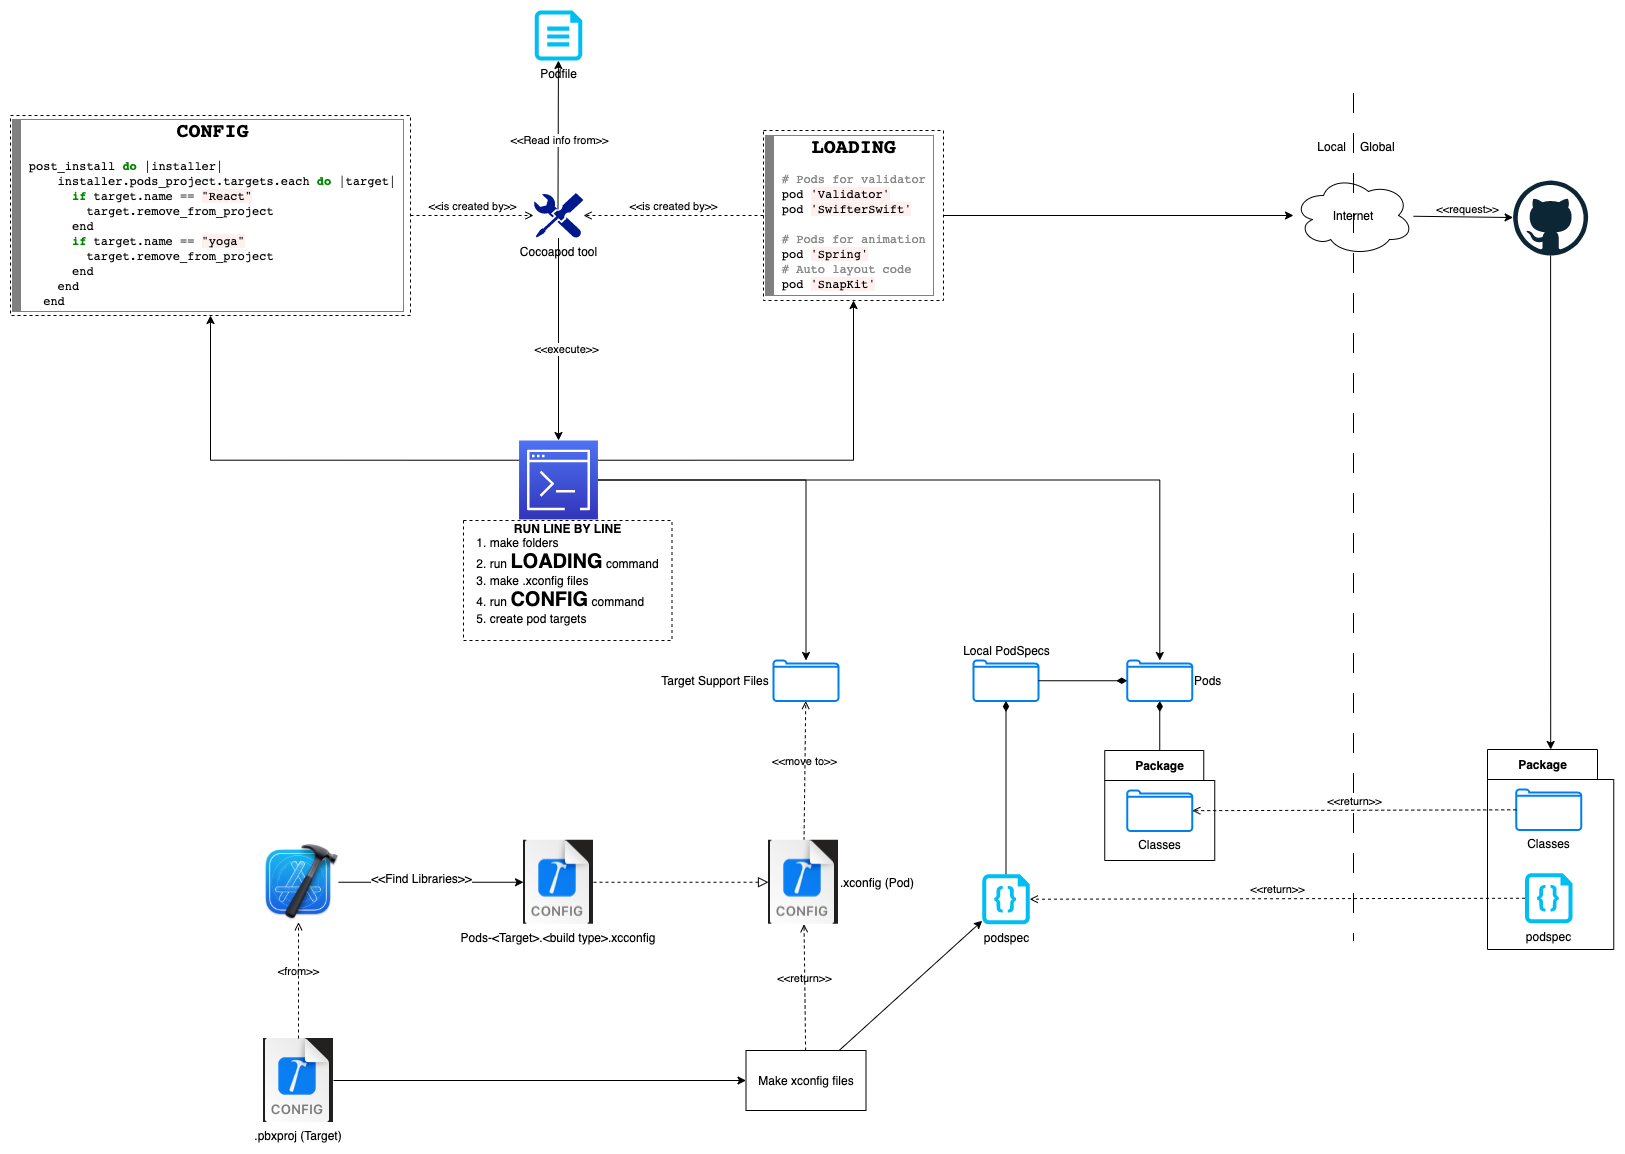 Podfile
<<Read info from>>
CONFIG
post_install do |installer|
installer.pods_project.targets.each do |target|
if target.name == "React"
target.remove_from_project
end
if target.name == "yoga"
target.remove_from_project
end
end
end
<<is created by>>
Cocoapod tool
<<is created by>>
LOADING
# Pods for validator
pod 'Validator'
pod 'SwifterSwift'
# Pods for animation
pod 'Spring'
# Auto layout code
pod 'SnapKit'
Local
Global
Internet
<<request>>
<<execute>>
RUN LINE BY LINE
1. make folders
2. run LOADING command
3. make .xconfig files
4. run CONFIG command
5. create pod targets
Target Support Files
Local PodSpecs
Pods
<<move to>>
Package
Classes
<<return>>
Package
Classes
podspec
<<return>>
podspec
<<Find Libraries>>
CONFIG
Pods-<Target>.<build type>.xcconfig
CONFIG
.xconfig (Pod)
<from>>
<<return>>
CONFIG
.pbxproj (Target)
Make xconfig files